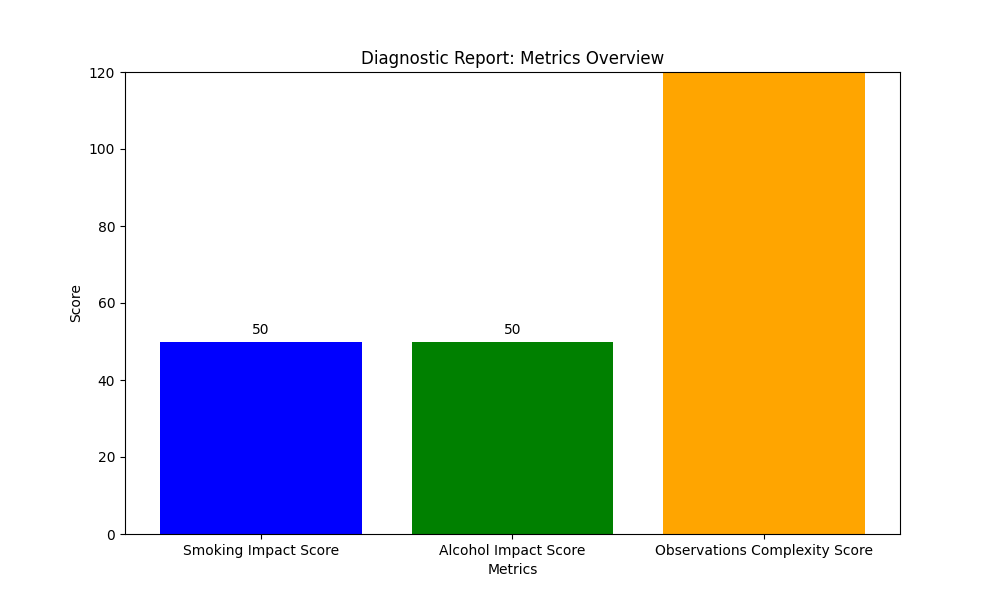 Diagnostic Report: Metrics Overview
120
100
80
60
40
20
0
Score
50
50
Smoking Impact Score
Alcohol Impact Score
Observations Complexity Score
Metrics